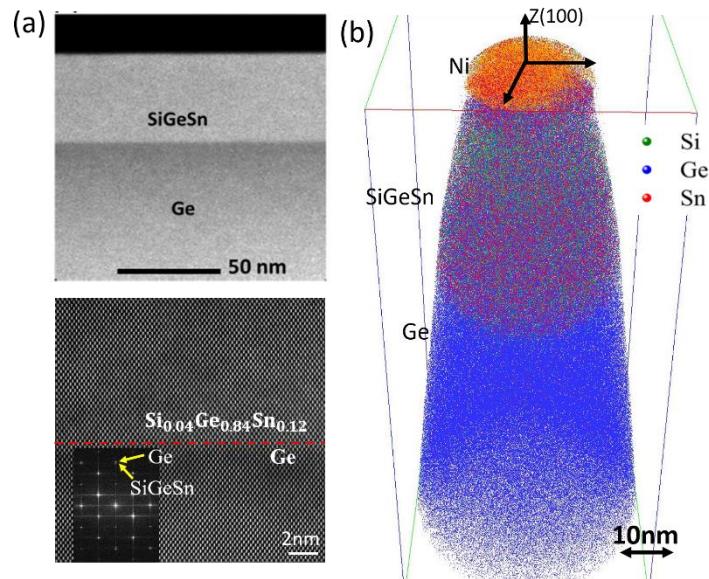 (a)
SiGeSn
Ge
50 nm
Si0.04Ge0.84Sn0.12
Ge
Ge
SiGeSn
2nm
(b)
Z(100)
Ni
Si
Ge
Sn
SiGeSn
Ge
10nm